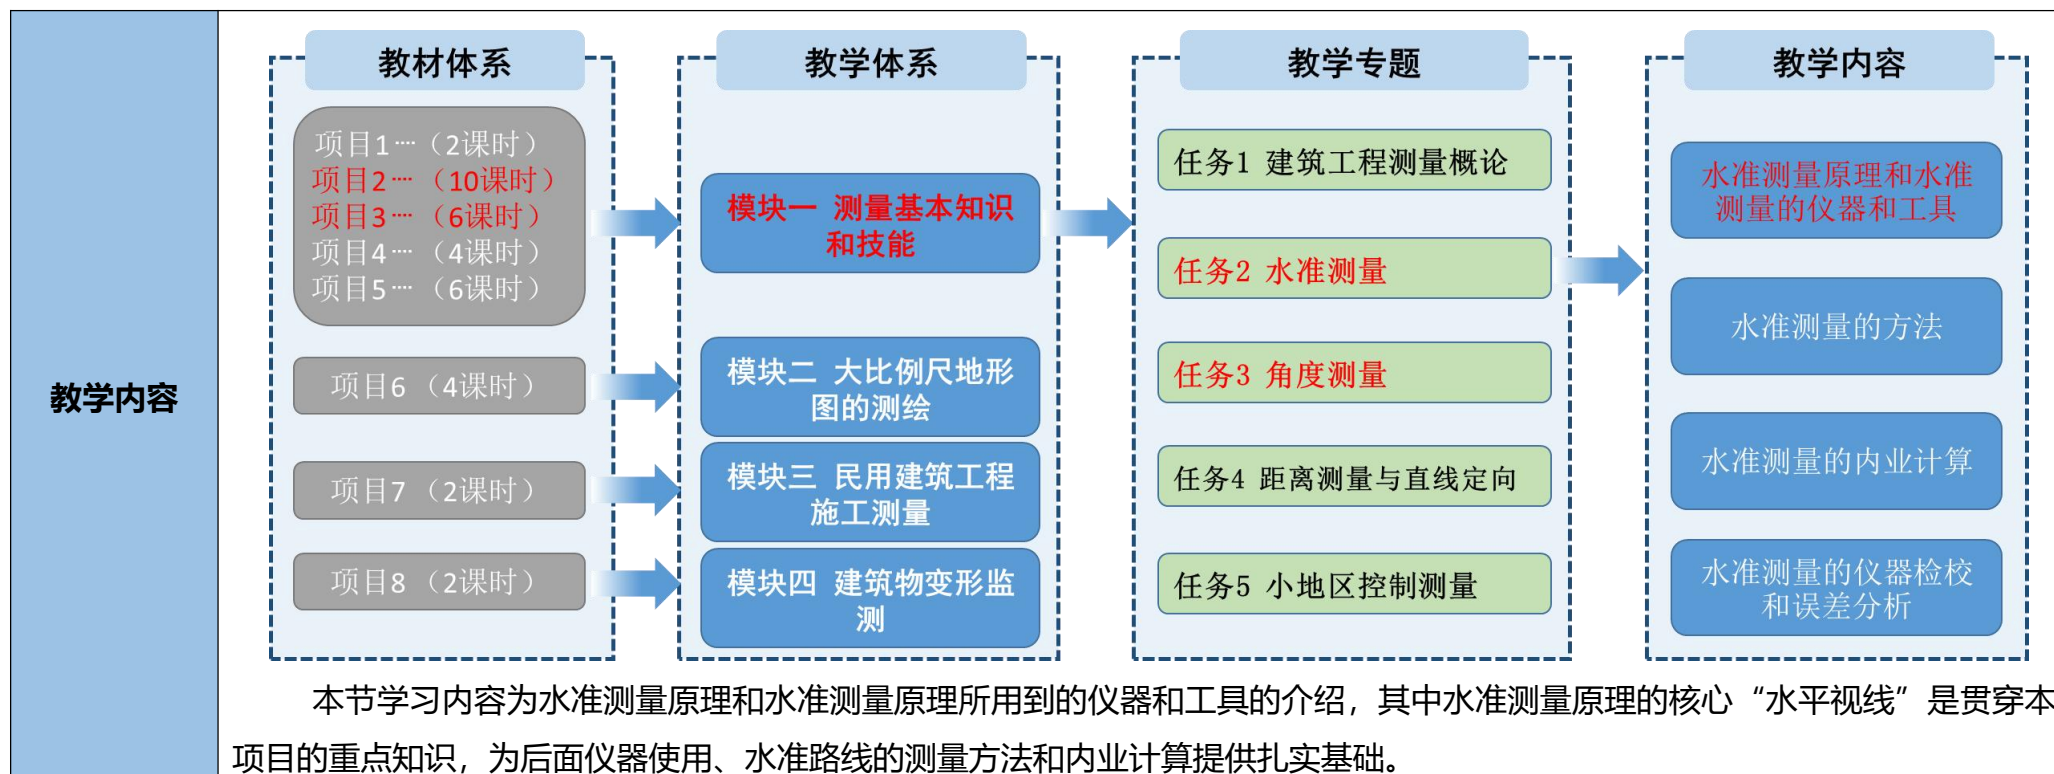 教学内容
教材体系
项目1····（2课时）
项目2····（10课时）
项目3····（6课时）
项目4····（4课时）
项目5····（6课时）
项目6（4课时）
项目7（2课时）
项目8（2课时）
教学体系
模块一 测量基本知识
和技能
模块二 大比例尺地形
图的测绘
模块三 民用建筑工程
施工测量
模块四 建筑物变形监
测
教学专题
任务1 建筑工程测量概论
任务2 水准测量
任务3 角度测量
任务4 距离测量与直线定向
任务5 小地区控制测量
教学内容
水准测量原理和水准
测量的仪器和工具
水准测量的方法
水准测量的内业计算
水准测量的仪器检校
和误差分析
本节学习内容为水准测量原理和水准测量原理所用到的仪器和工具的介绍，其中水准测量原理的核心“水平视线”是贯穿本
项目的重点知识，为后面仪器使用、水准路线的测量方法和内业计算提供扎实基础。